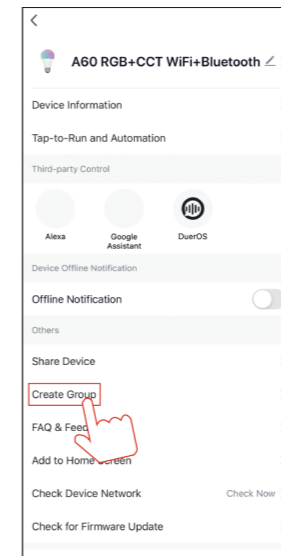 A60 RGB+CCT WiFi+Bluetooth
Device Information
Tap-to-Run and Automation
Third-party Control
Alexa
Google
Assistant
DuerOS
Device Offline Notification
Offline Notification
Others
Share Device
Create Group
FAQ & Feed
Add to Home Screen
Check Device Network
Check Now
Check for Firmware Update